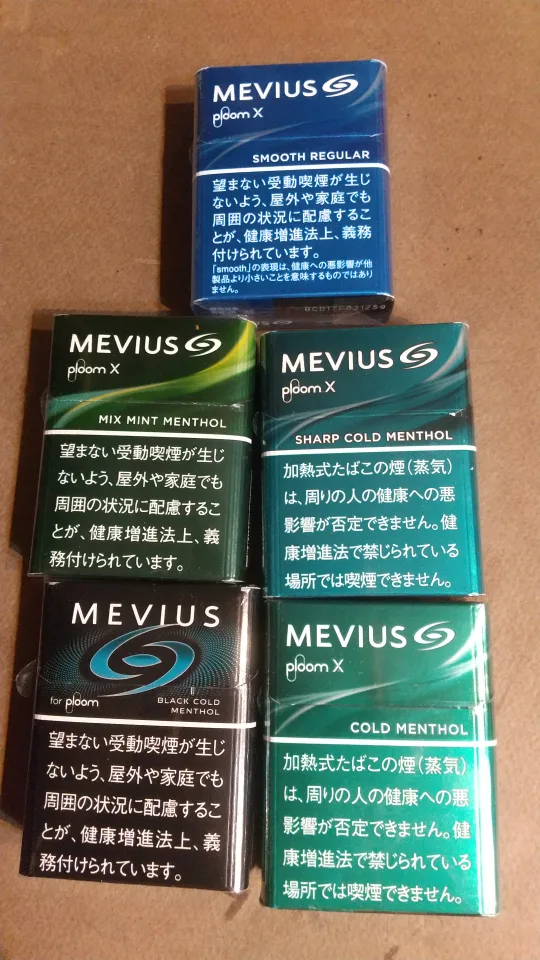 MEVIUS
ploom X
SMOOTH REGULAR
望まない受動喫煙が生じ
ないよう、屋外や家庭でも
周囲の状況に配慮するこ
とが、健康増進法上、義務
付けられています。
「smooth」の表現は、健康への悪影響が他
製品より小さいことを意味するものではあり
ません。
MEVIUS
ploom X
MIX MINT MENTHOL
望まない受動喫煙が生じ
ないよう、屋外や家庭でも
周囲の状況に配慮するこ
とが、健康増進法上、義
務付けられています。
MEVIUS
ploom X
SHARP COLD MENTHOL
加熱式たばこの煙(蒸気)
は、周りの人の健康への悪
影響が否定できません。健
康増進法で禁じられている
場所では喫煙できません。
MEVIUS
for ploom
BLACK COLD
MENTHOL
望まない受動喫煙が生じ
ないよう、屋外や家庭でも
周囲の状況に配慮するこ
とが、健康増進法上、義
務付けられています。
MEVIUS
ploom X
COLD MENTHOL
加熱式たばこの煙(蒸気)
は、周りの人の健康への悪
影響が否定できません。健
康増進法で禁じられている
場所では喫煙できません。